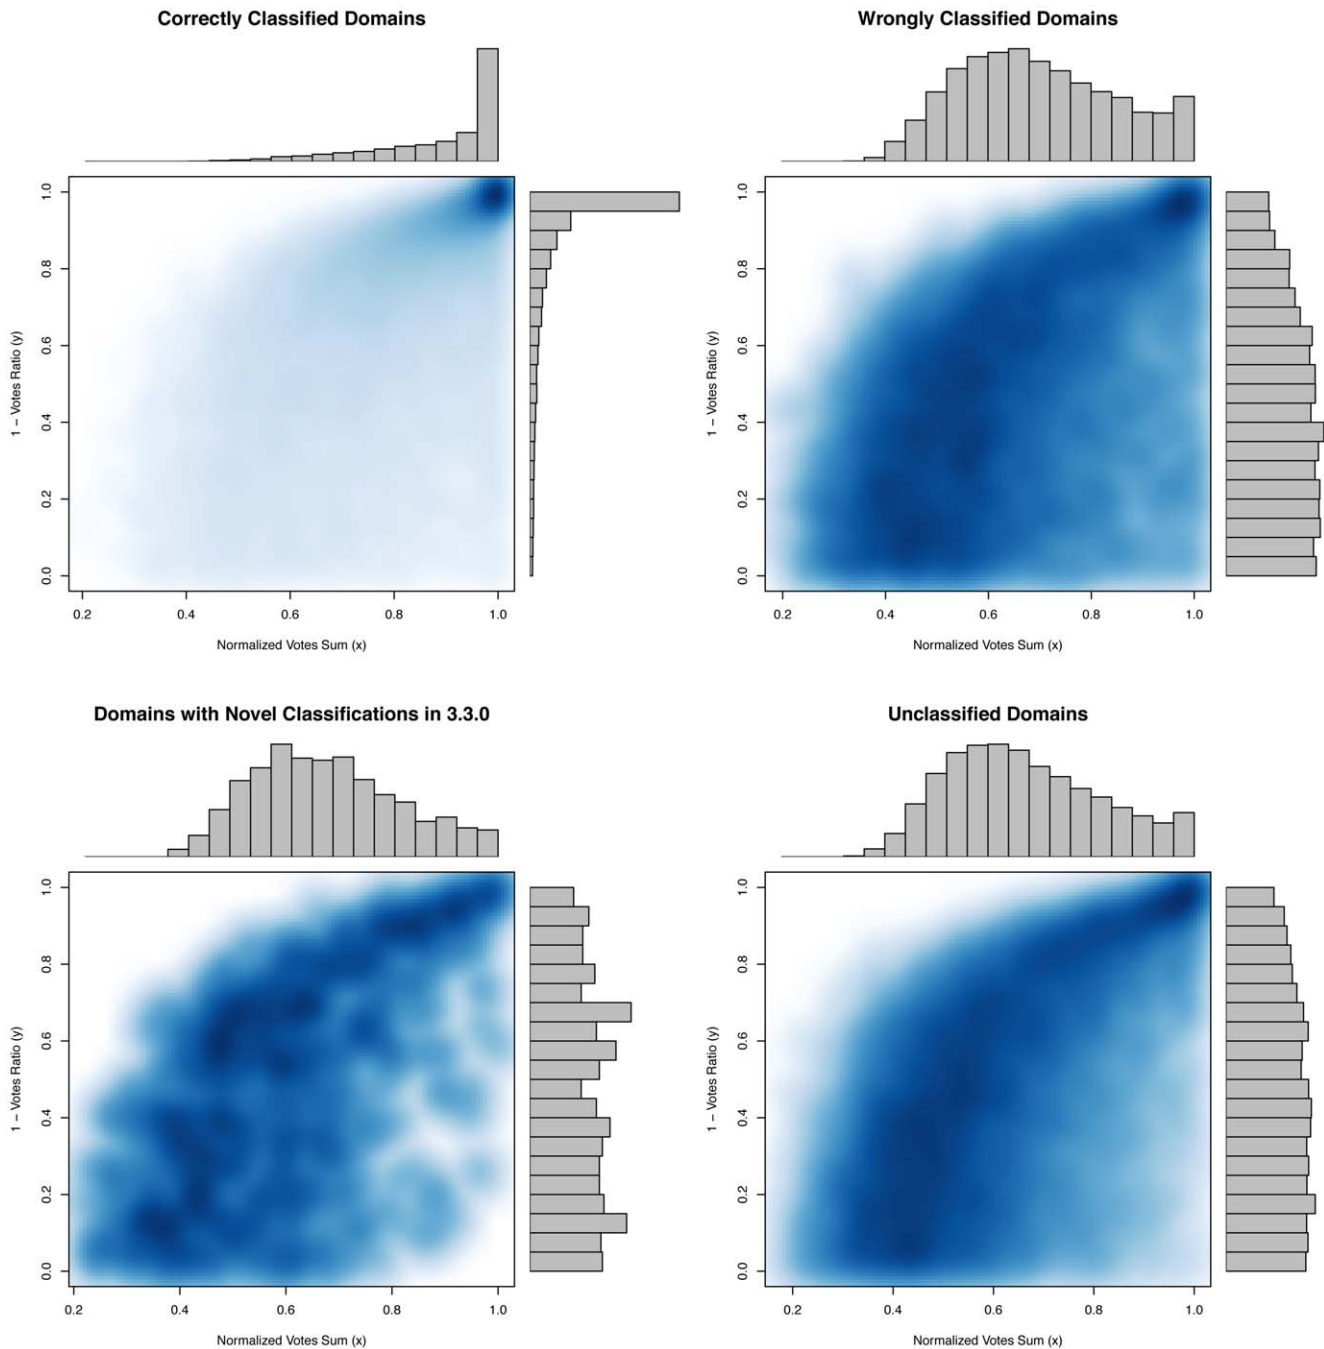 Correctly Classified Domains
1 − Votes Ratio (y)
1.0
0.8
0.6
0.4
0.2
0.0
0.2 0.4 0.6 0.8 1.0
Normalized Votes Sum (x)
Wrongly Classified Domains
1 − Votes Ratio (y)
1.0
0.8
0.6
0.4
0.2
0.0
0.2 0.4 0.6 0.8 1.0
Normalized Votes Sum (x)
Domains with Novel Classifications in 3.3.0
1 − Votes Ratio (y)
1.0
0.8
0.6
0.4
0.2
0.0
0.2 0.4 0.6 0.8 1.0
Normalized Votes Sum (x)
Unclassified Domains
1 − Votes Ratio (y)
1.0
0.8
0.6
0.4
0.2
0.0
0.2 0.4 0.6 0.8 1.0
Normalized Votes Sum (x)